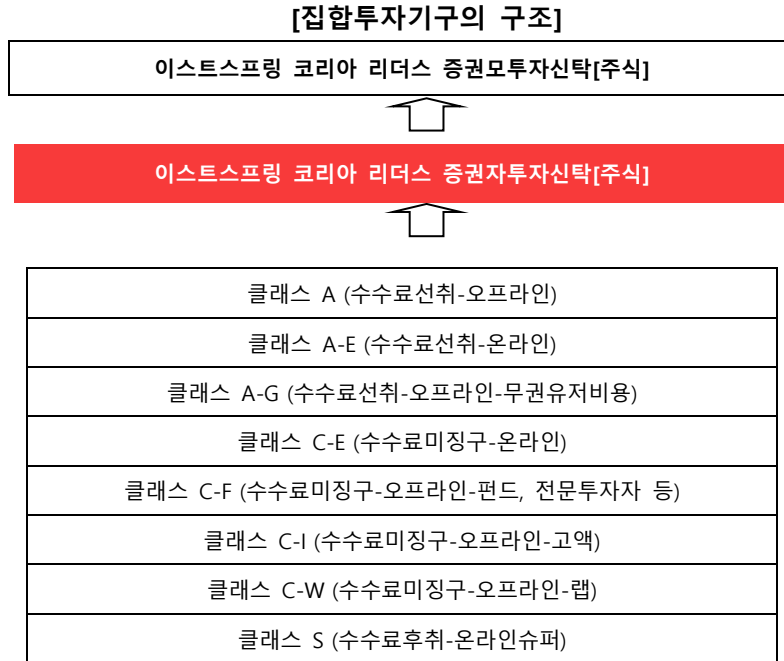 [집합투자기구의 구조]
이스트스프링 코리아 리더스 증권모투자신탁[주식]
이스트스프링 코리아 리더스 증권자투자신탁[주식]
클래스 A (수수료선취-오프라인)
클래스 A-E (수수료선취-온라인)
클래스 A-G (수수료선취-오프라인-무권유저비용)
클래스 C-E (수수료미징구-온라인)
클래스 C-F (수수료미징구-오프라인-펀드, 전문투자자 등)
클래스 C-I (수수료미징구-오프라인-고액)
클래스 C-W (수수료미징구-오프라인-랩)
클래스 S (수수료후취-온라인슈퍼)